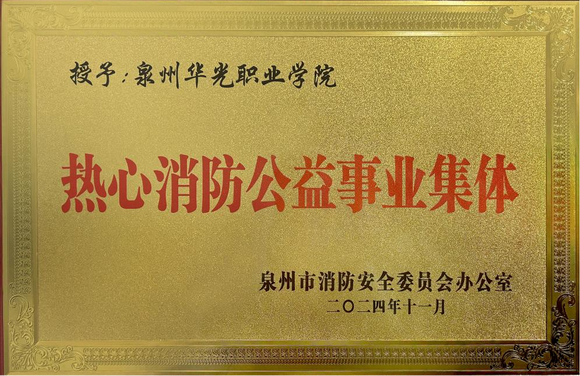 授予:泉州华光职业学院
热心消防公益事业集体
泉州市消防安全委员会办公室
二〇二四年十一月